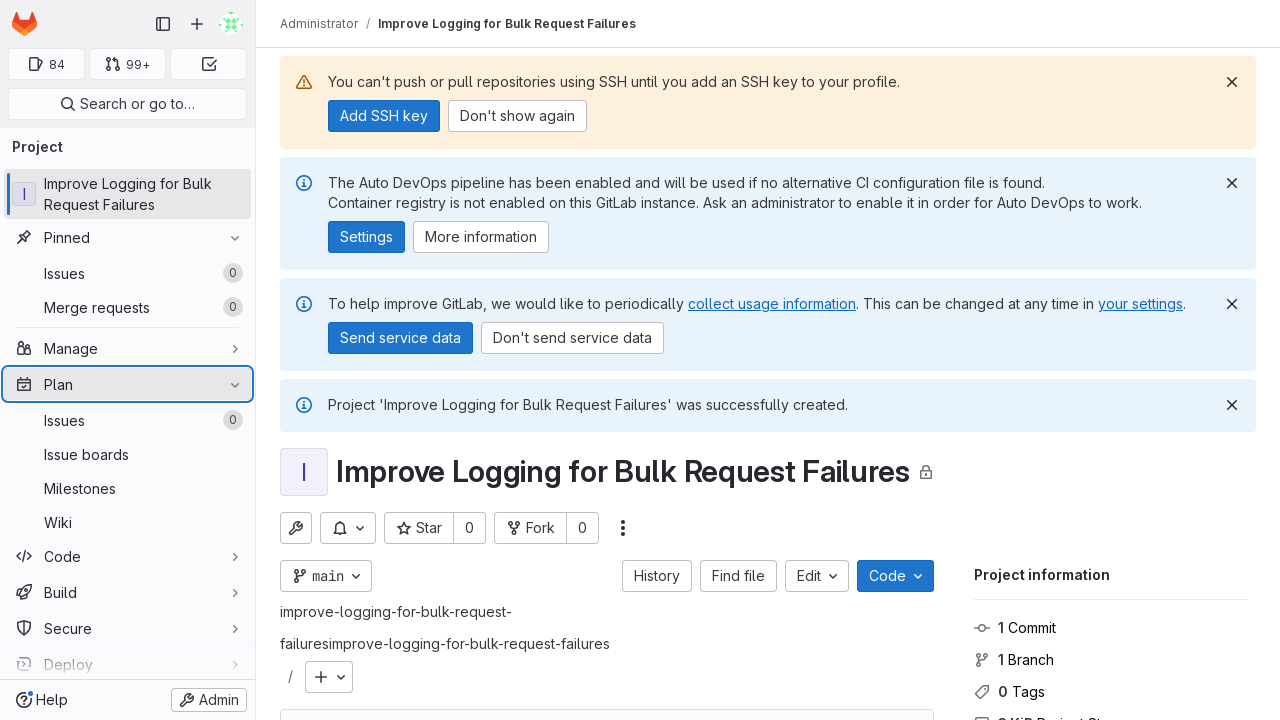 Administrator / Improve Logging for Bulk Request Failures
84
99+
Search or go to…
Project
I
Improve Logging for Bulk
Request Failures
Pinned
Issues 0
Merge requests 0
Manage
Plan
Issues 0
Issue boards
Milestones
Wiki
Code
Build
Secure
Deploy
Help
Admin
You can't push or pull repositories using SSH until you add an SSH key to your profile.
Add SSH key Don't show again
The Auto DevOps pipeline has been enabled and will be used if no alternative CI configuration file is found.
Container registry is not enabled on this GitLab instance. Ask an administrator to enable it in order for Auto DevOps to work.
Settings More information
To help improve GitLab, we would like to periodically collect usage information. This can be changed at any time in your settings.
Send service data Don't send service data
Project 'Improve Logging for Bulk Request Failures' was successfully created.
I Improve Logging for Bulk Request Failures
Star 0 Fork 0
main History Find file Edit Code
improve-logging-for-bulk-request-
failuresimprove-logging-for-bulk-request-failures
/
Project information
1 Commit
1 Branch
0 Tags